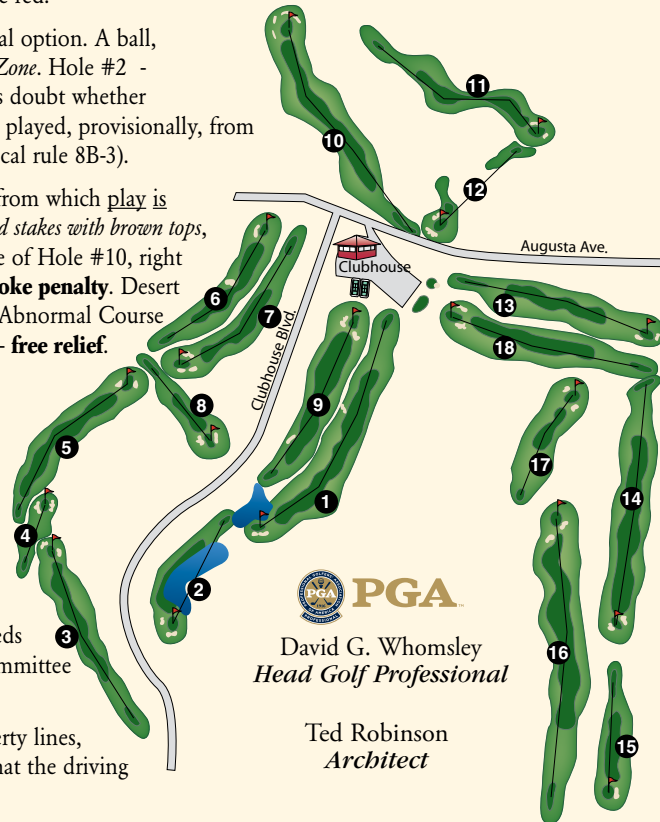 al option. A ball,
Zone. Hole #2 -
s doubt whether
played, provisionally, from
cal rule 8B-3).
from which play is
d stakes with brown tops,
e of Hole #10, right
oke penalty. Desert
Abnormal Course
- free relief.
eds
mmittee
erty lines,
hat the driving
11
10
12
Augusta Ave.
Clubhouse
Clubhouse Blvd.
6
7
13
18
8
9
5
17
14
1
4
2
3
16
15
PGA
PGA
David G. Whomsley
Head Golf Professional
Ted Robinson
Architect